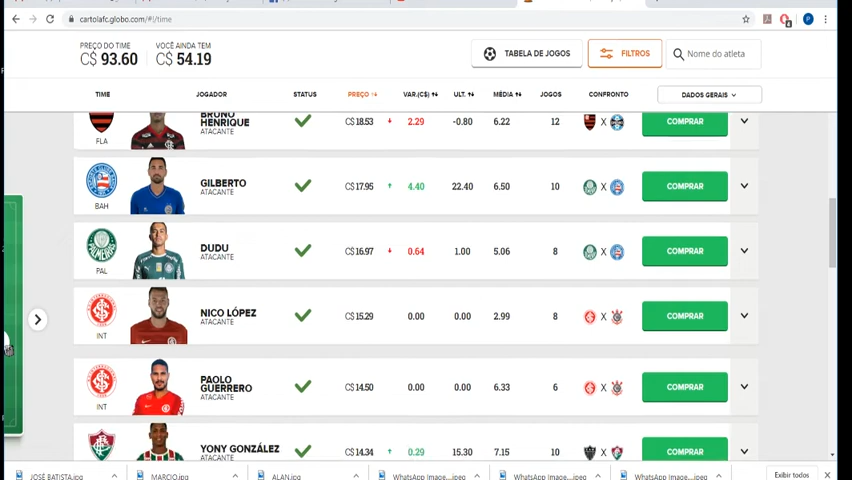 cartolafc.globo.com/#!/time
PREÇO DO TIME
C$ 93.60
VOCÊ AINDA TEM
C$ 54.19
TABELA DE JOGOS
FILTROS
Nome do atleta
TIME JOGADOR STATUS PREÇO VAR.(C$) ULT. MÉDIA JOGOS CONFRONTO DADOS GERAIS
FLA
BRUNO HENRIQUE
ATACANTE
C$ 18.53 2.29 -0.80 6.22 12 X COMPRAR
BAH
GILBERTO
ATACANTE
C$ 17.95 4.40 22.40 6.50 10 X COMPRAR
PAL
DUDU
ATACANTE
C$ 16.97 0.64 1.00 5.06 8 X COMPRAR
INT
NICO LÓPEZ
ATACANTE
C$ 15.29 0.00 0.00 2.99 8 X COMPRAR
INT
PAOLO GUERRERO
ATACANTE
C$ 14.50 0.00 0.00 6.33 6 X COMPRAR
YONY GONZÁLEZ
ATACANTE
C$ 14.34 0.29 15.30 7.15 10 X COMPRAR
JOSÉ BATISTA.jpg MARCIO.jpg ALAN.jpg WhatsApp Image....jpeg WhatsApp Image....jpeg WhatsApp Image....jpeg Exibir todos